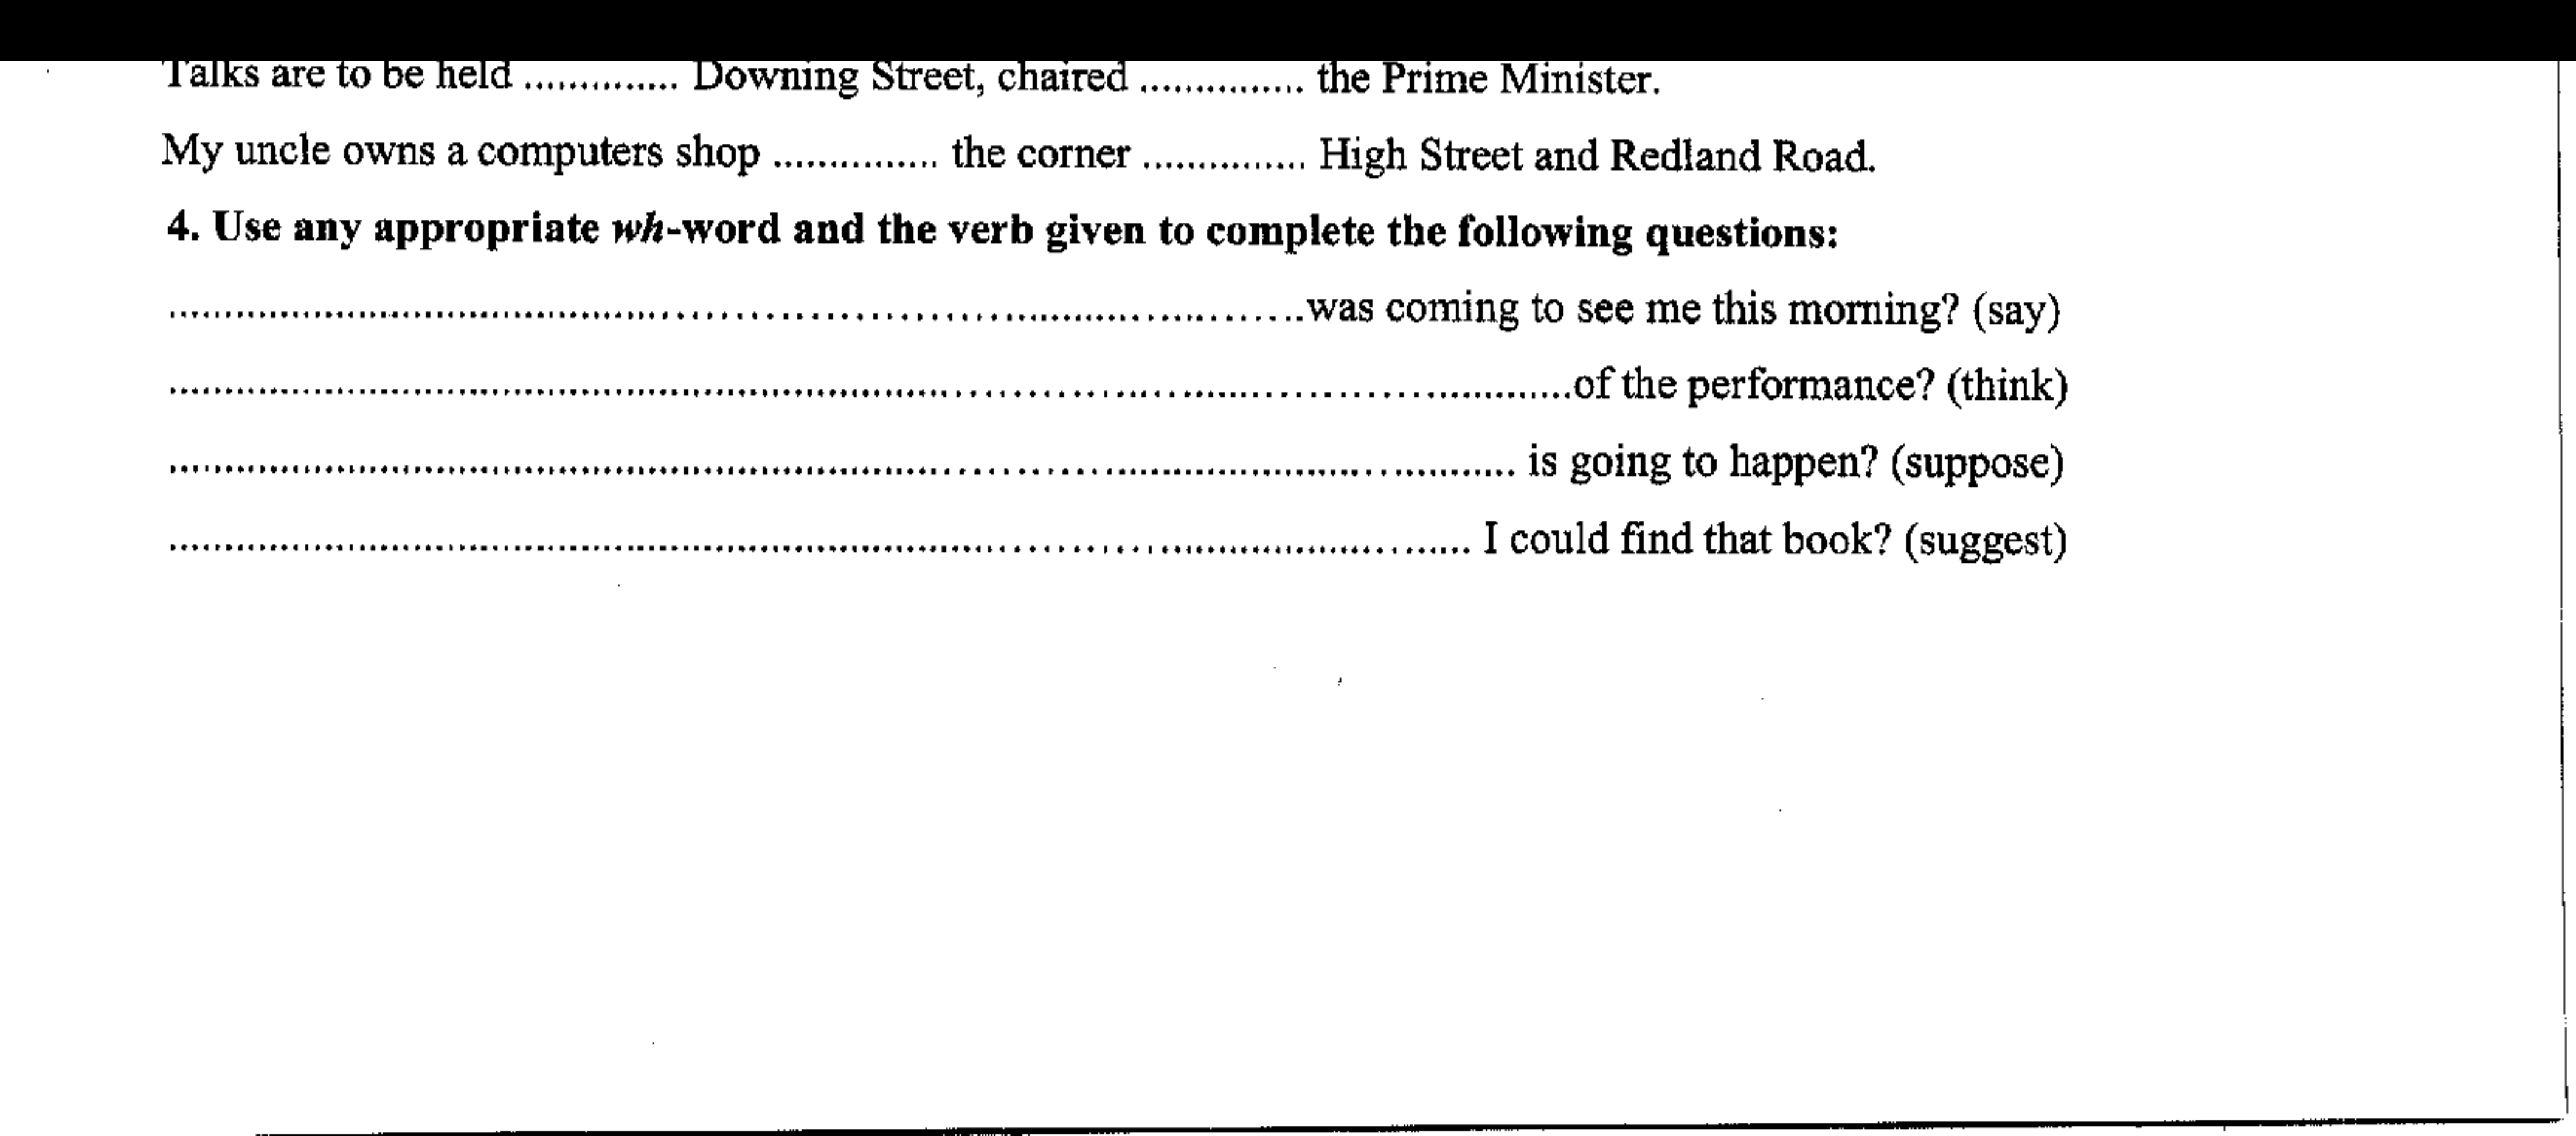 Talks are to be held .............. Downing Street, chaired ............... the Prime Minister.
My uncle owns a computers shop ............... the corner ............... High Street and Redland Road.
4. Use any appropriate wh-word and the verb given to complete the following questions:
........................................................................................................was coming to see me this morning? (say)
................................................................................................................................of the performance? (think)
........................................................................................................................... is going to happen? (suppose)
....................................................................................................................... I could find that book? (suggest)